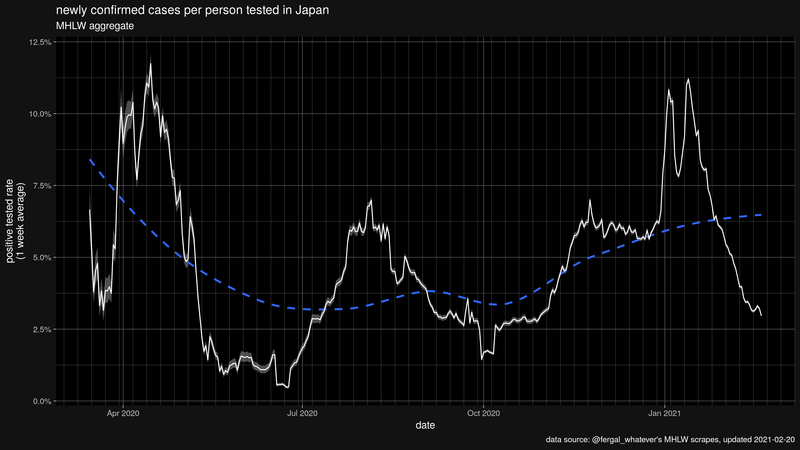 newly confirmed cases per person tested in Japan
MHLW aggregate
12.5%
10.0%
7.5%
5.0%
2.5%
0.0%
positive tested rate
(1 week average)
Apr 2020
Jul 2020
Oct 2020
Jan 2021
date
data source: @fergal_whatever's MHLW scrapes, updated 2021-02-20